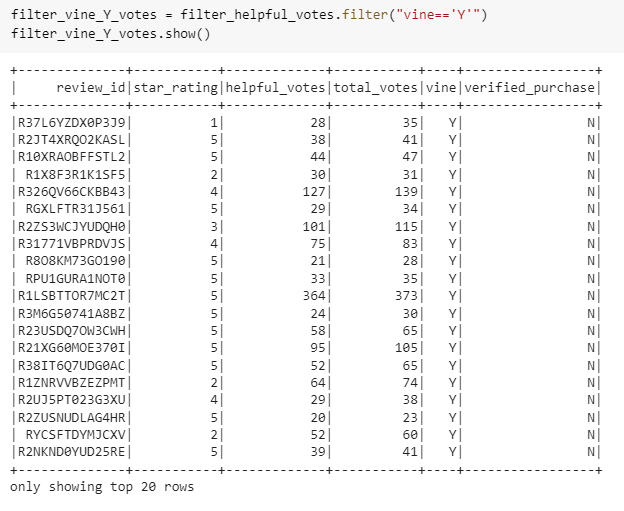 filter_vine_Y_votes = filter_helpful_votes.filter("vine=='Y'")
filter_vine_Y_votes.show()
+--------------+-----------+-------------+-----------+----+-----------------+
|     review_id|star_rating|helpful_votes|total_votes|vine|verified_purchase|
+--------------+-----------+-------------+-----------+----+-----------------+
|R37L6YZDX0P3J9|          1|           28|         35|   Y|                N|
|R2JT4XRQO2KASL|          5|           38|         41|   Y|                N|
|R10XRAOBFFSTL2|          5|           44|         47|   Y|                N|
| R1X8F3R1K1SF5|          2|           30|         31|   Y|                N|
|R326QV66CKBB43|          4|          127|        139|   Y|                N|
| RGXLFTR31J561|          5|           29|         34|   Y|                N|
|R2ZS3WCJYUDQH0|          3|          101|        115|   Y|                N|
|R31771VBPRDVJS|          4|           75|         83|   Y|                N|
| R8O8KM73GO190|          5|           21|         28|   Y|                N|
| RPU1GURA1NOT0|          5|           33|         35|   Y|                N|
|R1LSBTTOR7MC2T|          5|          364|        373|   Y|                N|
|R3M6G50741A8BZ|          5|           24|         30|   Y|                N|
|R23USDQ7OW3CWH|          5|           58|         65|   Y|                N|
|R21XG60MOE370I|          5|           95|        105|   Y|                N|
|R38IT6Q7UDG0AC|          5|           52|         65|   Y|                N|
|R1ZNRVVBZEZPMT|          2|           64|         74|   Y|                N|
|R2UJ5PT023G3XU|          4|           29|         38|   Y|                N|
|R2ZUSNUDLAG4HR|          5|           20|         23|   Y|                N|
| RYCSFTDYMJCXV|          2|           52|         60|   Y|                N|
|R2NKND0YUD25RE|          5|           39|         41|   Y|                N|
+--------------+-----------+-------------+-----------+----+-----------------+
only showing top 20 rows